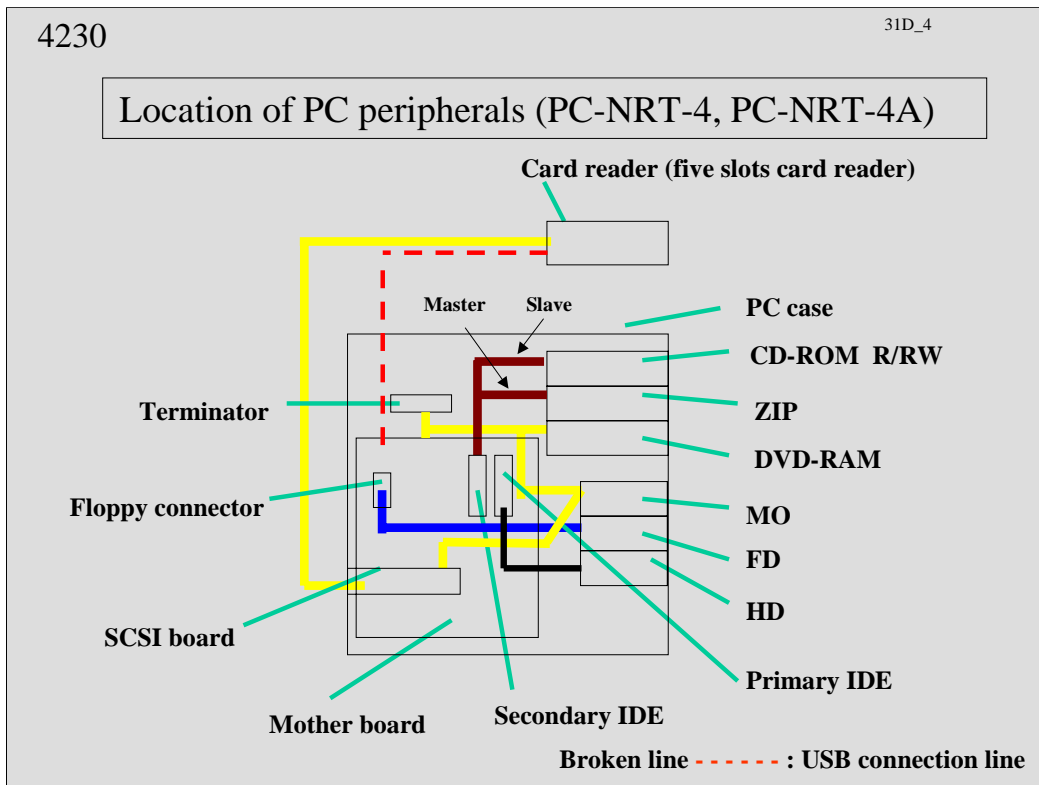 4230
31D_4
Location of PC peripherals (PC-NRT-4, PC-NRT-4A)
Card reader (five slots card reader)
Master
Slave
PC case
CD-ROM R/RW
Terminator
ZIP
DVD-RAM
Floppy connector
MO
FD
HD
SCSI board
Primary IDE
Mother board
Secondary IDE
Broken line - - - - - - : USB connection line